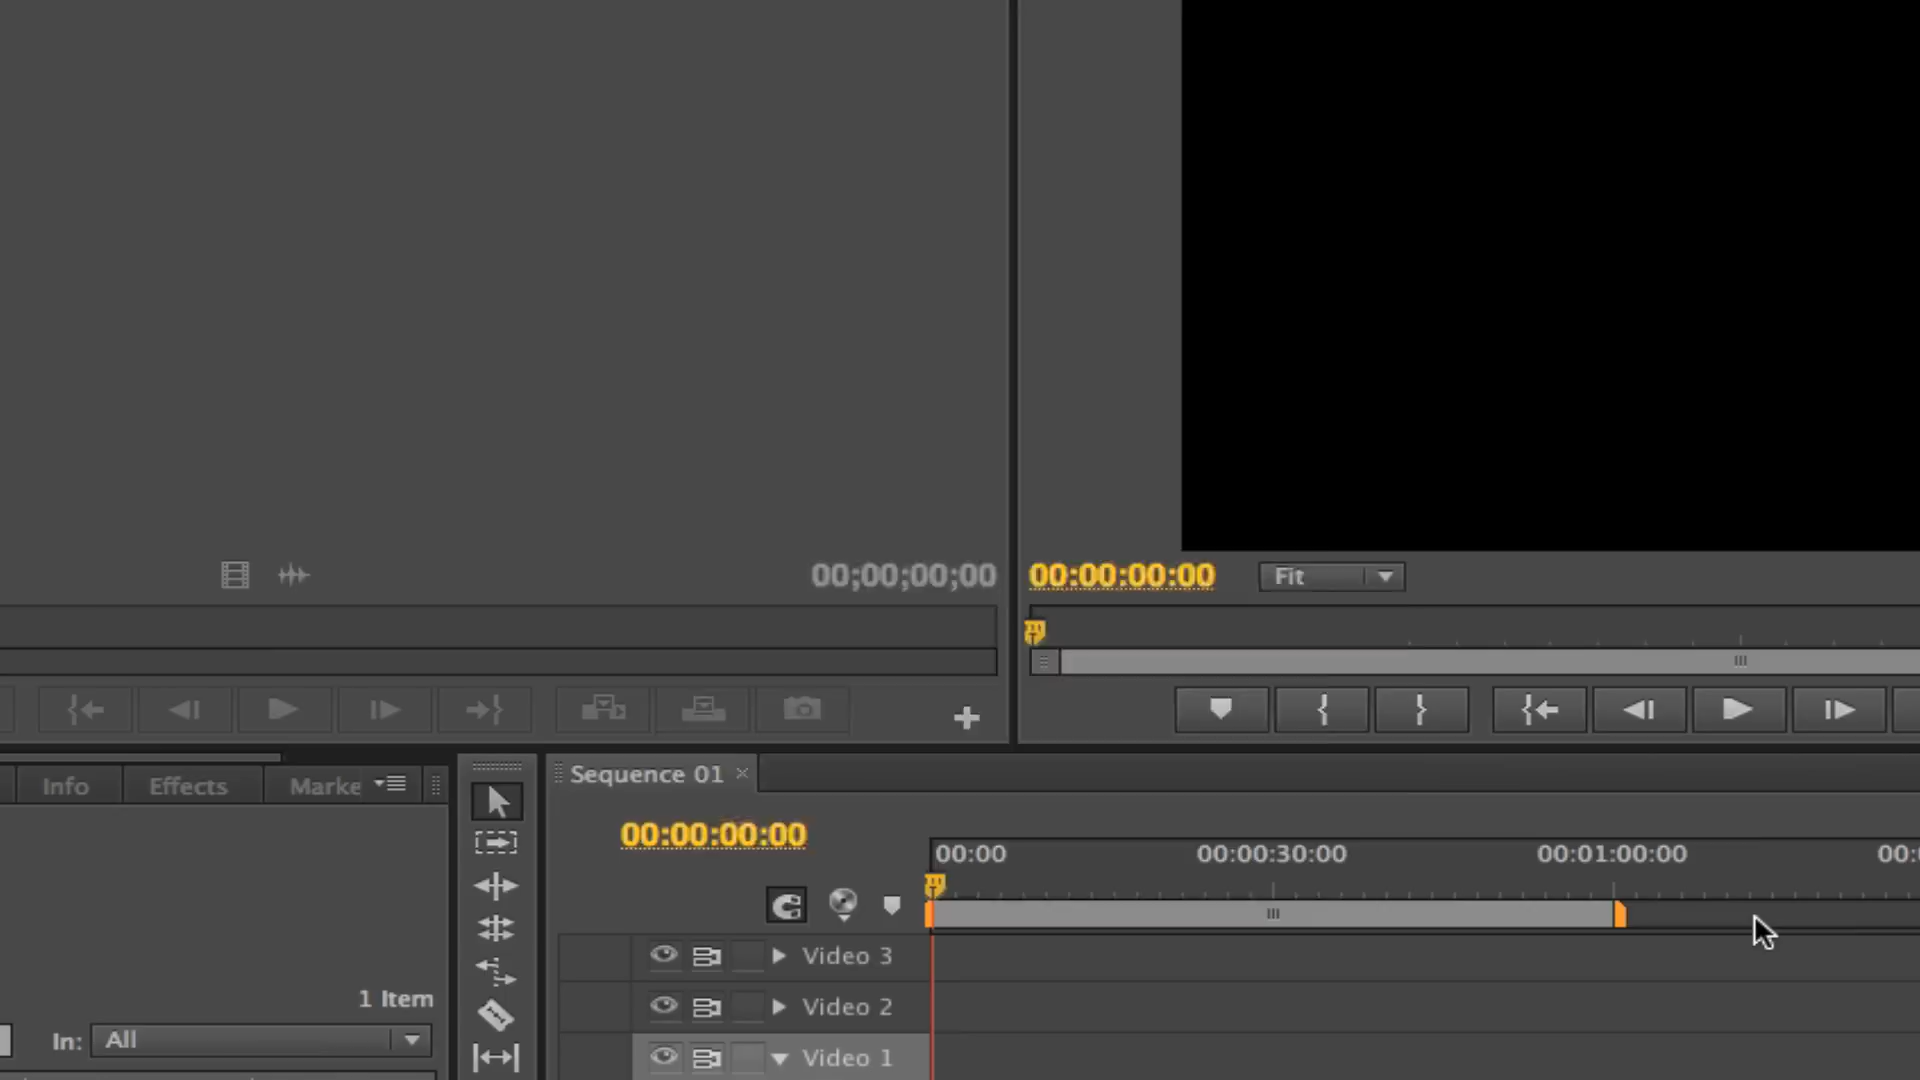 00;00;00;00
00:00:00:00
Fit
Info
Effects
Marke
Sequence 01
00:00:00:00
00:00
00:00:30:00
00:01:00:00
00:
Video 3
Video 2
1 Item
In:
All
Video 1